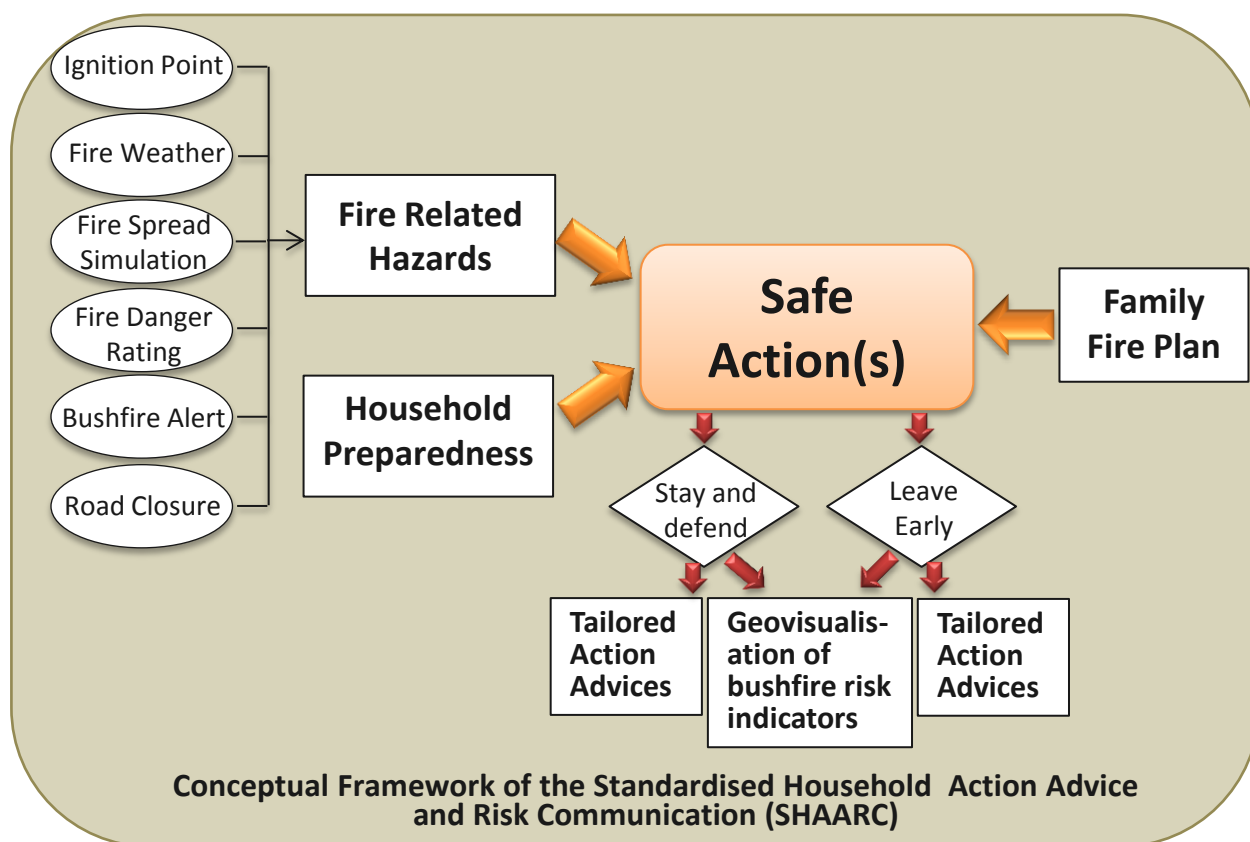 Ignition Point
Fire Weather
Fire Spread
Simulation
Fire Danger
Rating
Bushfire Alert
Road Closure
Fire Related
Hazards
Household
Preparedness
Safe
Action(s)
Family
Fire Plan
Stay and
defend
Leave
Early
Tailored
Action
Advices
Geovisualis-
ation of
bushfire risk
indicators
Tailored
Action
Advices
Conceptual Framework of the Standardised Household Action Advice
and Risk Communication (SHAARC)